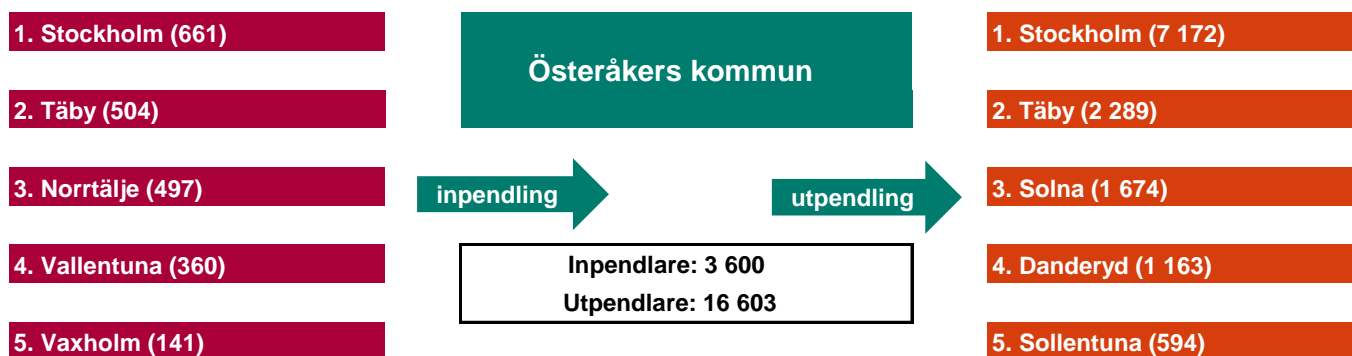 1. Stockholm (661)
2. Täby (504)
3. Norrtälje (497)
4. Vallentuna (360)
5. Vaxholm (141)
Österåkers kommun
inpendling
utpendling
Inpendlare: 3 600
Utpendlare: 16 603
1. Stockholm (7 172)
2. Täby (2 289)
3. Solna (1 674)
4. Danderyd (1 163)
5. Sollentuna (594)